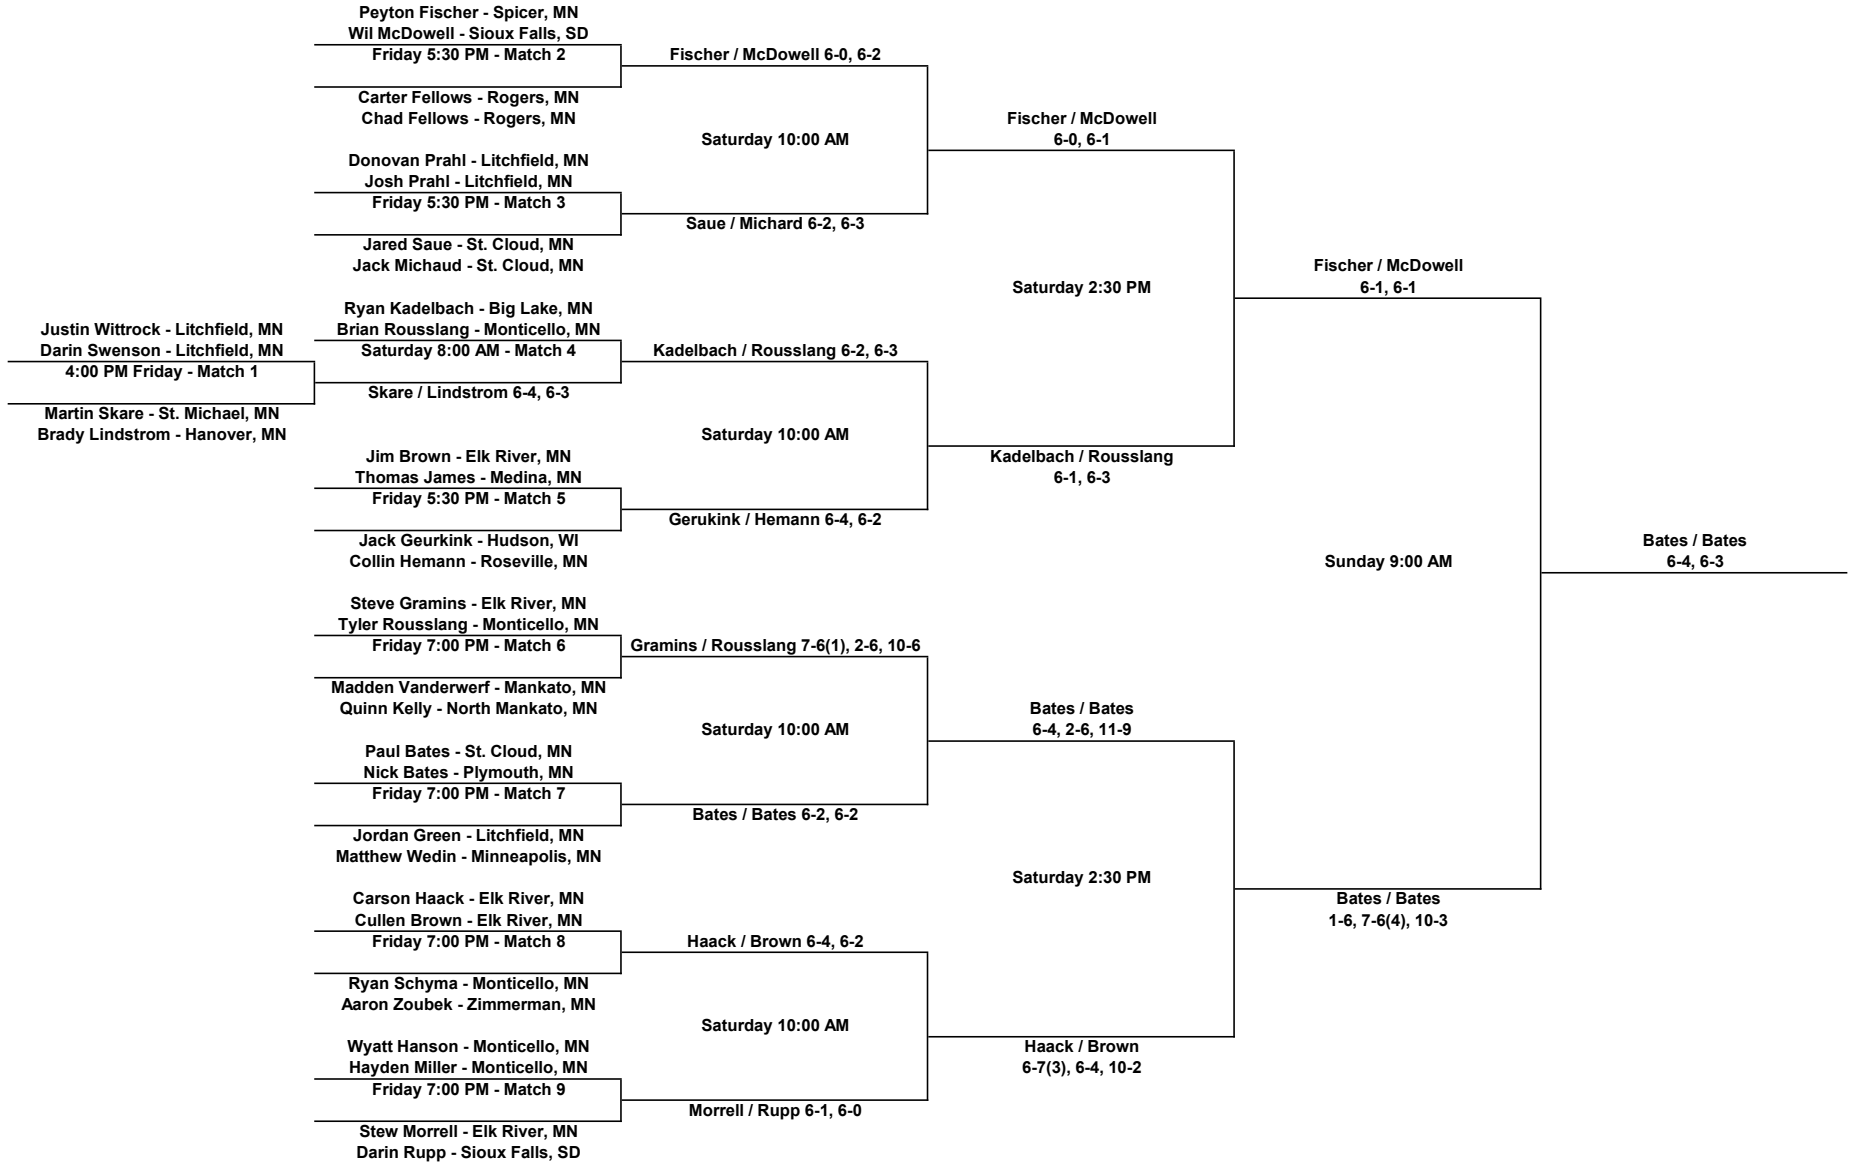 Peyton Fischer - Spicer, MN
Wil McDowell - Sioux Falls, SD
Friday 5:30 PM - Match 2
Fischer / McDowell 6-0, 6-2
Carter Fellows - Rogers, MN
Chad Fellows - Rogers, MN
Fischer / McDowell
Saturday 10:00 AM
6-0, 6-1
Donovan Prahl - Litchfield, MN
Josh Prahl - Litchfield, MN
Friday 5:30 PM - Match 3
Saue / Michard 6-2, 6-3
Jared Saue - St. Cloud, MN
Jack Michaud - St. Cloud, MN
Fischer / McDowell
Saturday 2:30 PM
6-1, 6-1
Ryan Kadelbach - Big Lake, MN
Justin Wittrock - Litchfield, MN
Brian Rousslang - Monticello, MN
Darin Swenson - Litchfield, MN
Saturday 8:00 AM - Match 4
Kadelbach / Rousslang 6-2, 6-3
4:00 PM Friday - Match 1
Skare / Lindstrom 6-4, 6-3
Martin Skare - St. Michael, MN
Brady Lindstrom - Hanover, MN
Saturday 10:00 AM
Jim Brown - Elk River, MN
Kadelbach / Rousslang
Thomas James - Medina, MN
6-1, 6-3
Friday 5:30 PM - Match 5
Gerukink / Hemann 6-4, 6-2
Jack Geurkink - Hudson, WI
Bates / Bates
Collin Hemann - Roseville, MN
Sunday 9:00 AM
6-4, 6-3
Steve Gramins - Elk River, MN
Tyler Rousslang - Monticello, MN
Friday 7:00 PM - Match 6
Gramins / Rousslang 7-6(1), 2-6, 10-6
Madden Vanderwerf - Mankato, MN
Quinn Kelly - North Mankato, MN
Bates / Bates
Saturday 10:00 AM
6-4, 2-6, 11-9
Paul Bates - St. Cloud, MN
Nick Bates - Plymouth, MN
Friday 7:00 PM - Match 7
Bates / Bates 6-2, 6-2
Jordan Green - Litchfield, MN
Matthew Wedin - Minneapolis, MN
Saturday 2:30 PM
Carson Haack - Elk River, MN
Bates / Bates
Cullen Brown - Elk River, MN
1-6, 7-6(4), 10-3
Friday 7:00 PM - Match 8
Haack / Brown 6-4, 6-2
Ryan Schyma - Monticello, MN
Aaron Zoubek - Zimmerman, MN
Saturday 10:00 AM
Wyatt Hanson - Monticello, MN
Haack / Brown
Hayden Miller - Monticello, MN
6-7(3), 6-4, 10-2
Friday 7:00 PM - Match 9
Morrell / Rupp 6-1, 6-0
Stew Morrell - Elk River, MN
Darin Rupp - Sioux Falls, SD